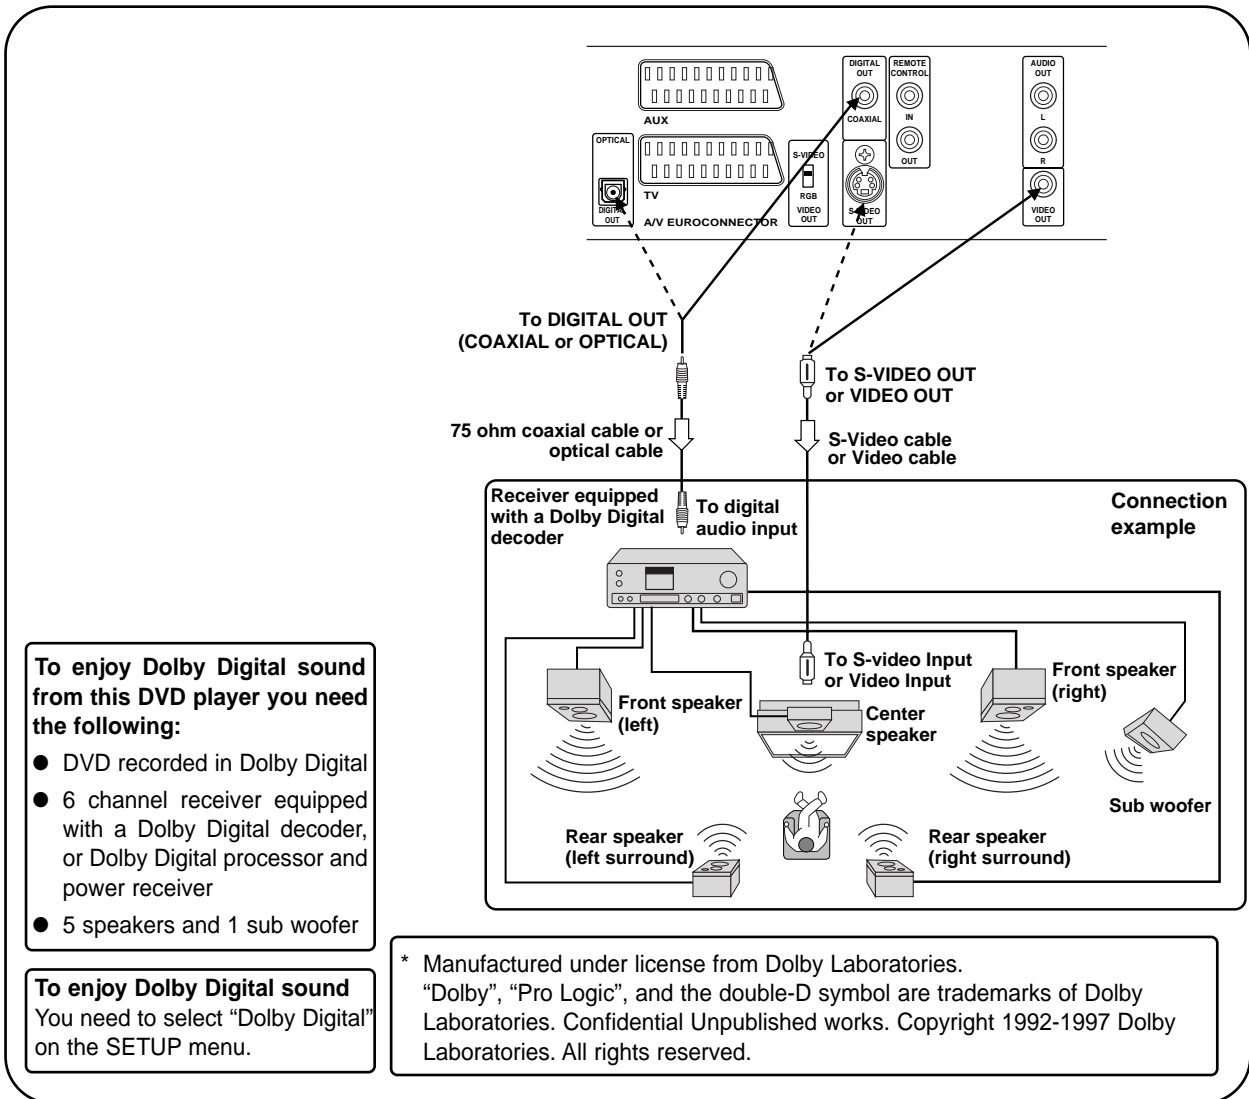 DIGITAL
OUT
COAXIAL
REMOTE
CONTROL
IN
OUT
AUDIO
OUT
L
R
VIDEO
OUT
AUX
OPTICAL
DIGITAL
OUT
TV
A/V EUROCONNECTOR
S-VIDEO
RGB
VIDEO
OUT
S-VIDEO
OUT
To DIGITAL OUT
(COAXIAL or OPTICAL)
To S-VIDEO OUT
or VIDEO OUT
75 ohm coaxial cable or
optical cable
S-Video cable
or Video cable
Receiver equipped
with a Dolby Digital
decoder
To digital
audio input
Connection
example
To S-video Input
or Video Input
Front speaker
(left)
Center
speaker
Front speaker
(right)
Sub woofer
Rear speaker
(left surround)
Rear speaker
(right surround)
To enjoy Dolby Digital sound
from this DVD player you need
the following:
● DVD recorded in Dolby Digital
● 6 channel receiver equipped
with a Dolby Digital decoder,
or Dolby Digital processor and
power receiver
● 5 speakers and 1 sub woofer
To enjoy Dolby Digital sound
You need to select “Dolby Digital”
on the SETUP menu.
* Manufactured under license from Dolby Laboratories.
“Dolby”, “Pro Logic”, and the double-D symbol are trademarks of Dolby
Laboratories. Confidential Unpublished works. Copyright 1992-1997 Dolby
Laboratories. All rights reserved.